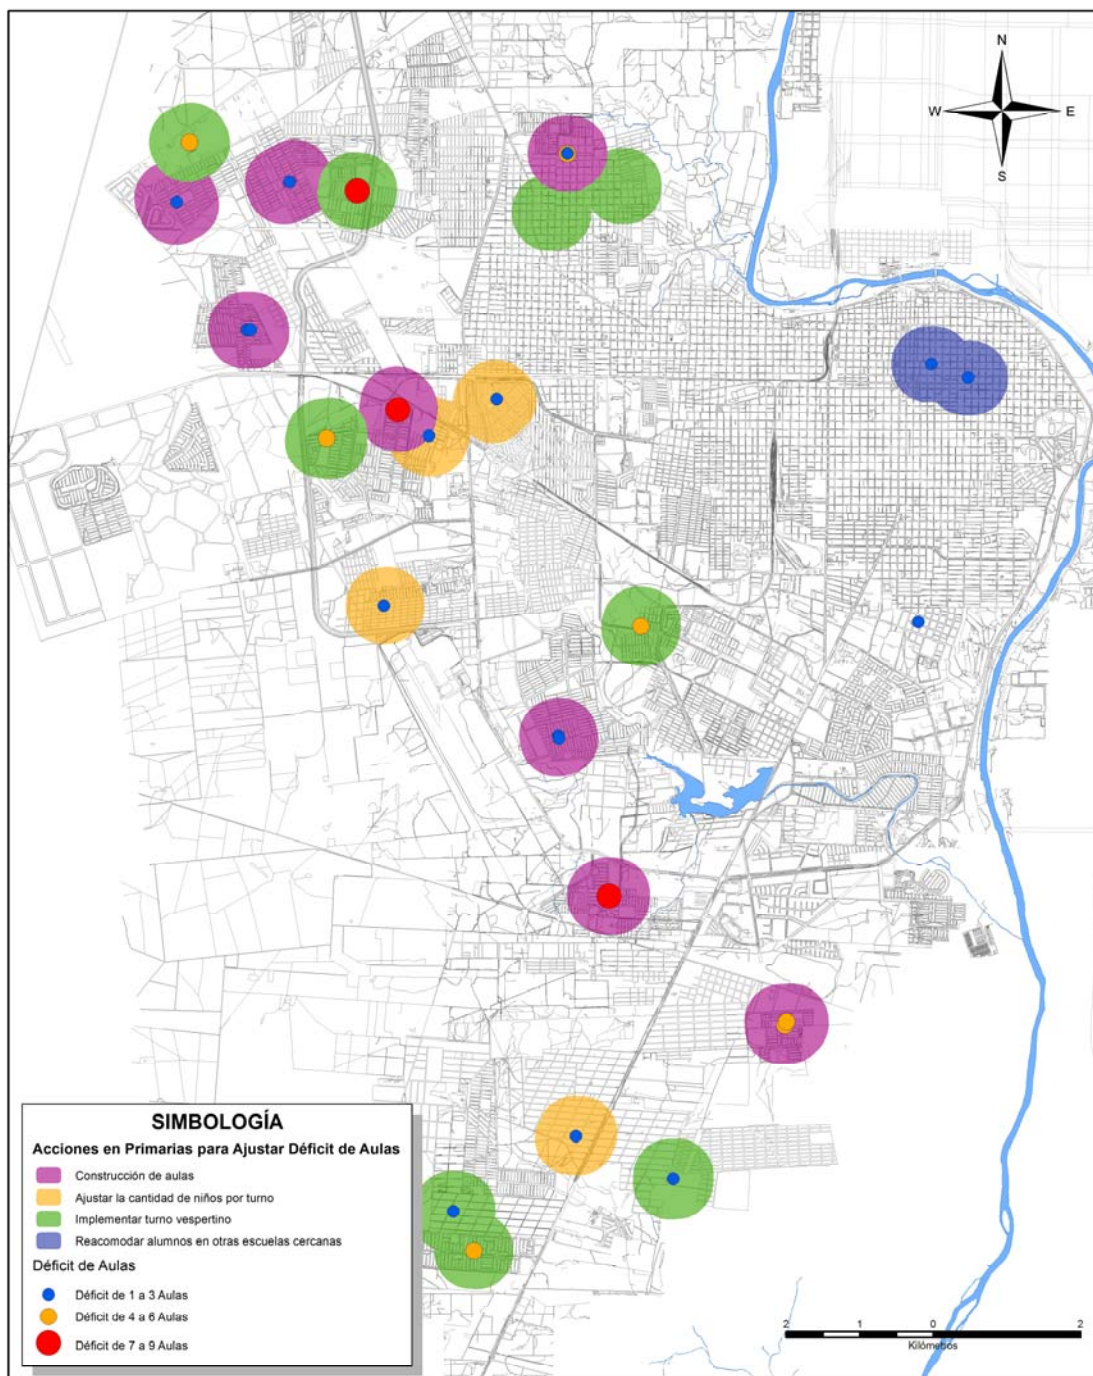 N
W E
S
SIMBOLOGÍA
Acciones en Primarias para Ajustar Déficit de Aulas
Construcción de aulas
Ajustar la cantidad de niños por turno
Implementar turno vespertino
Reacomodar alumnos en otras escuelas cercanas
Déficit de Aulas
Déficit de 1 a 3 Aulas
Déficit de 4 a 6 Aulas
Déficit de 7 a 9 Aulas
2 1 0 2
Kilómetros